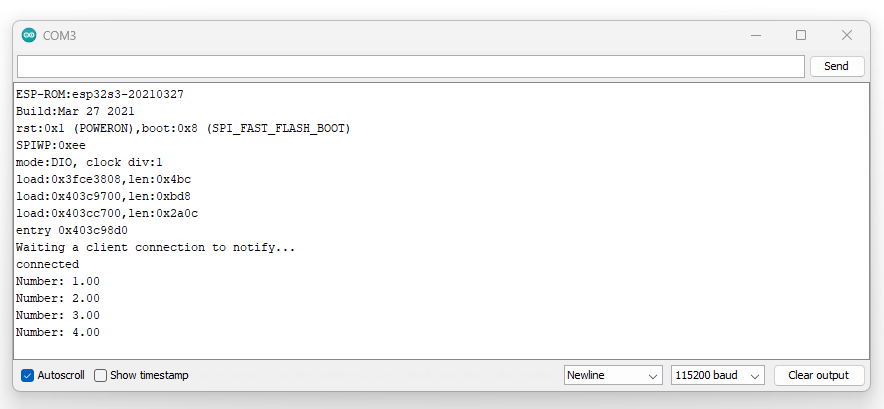 COM3
Send
ESP-ROM:esp32s3-20210327
Build:Mar 27 2021
rst:0x1 (POWERON),boot:0x8 (SPI_FAST_FLASH_BOOT)
SPIWP:0xee
mode:DIO, clock div:1
load:0x3fce3808,len:0x4bc
load:0x403c9700,len:0xbd8
load:0x403cc700,len:0x2a0c
entry 0x403c98d0
Waiting a client connection to notify...
connected
Number: 1.00
Number: 2.00
Number: 3.00
Number: 4.00
Autoscroll Show timestamp Newline 115200 baud Clear output